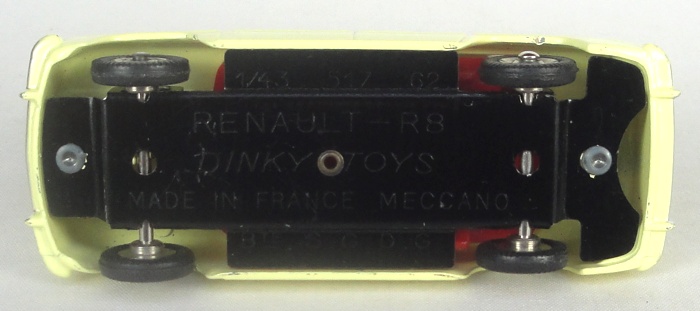 1/43 517 62
RENAULT-R8
DINKY TOYS
MADE IN FRANCE MECCANO